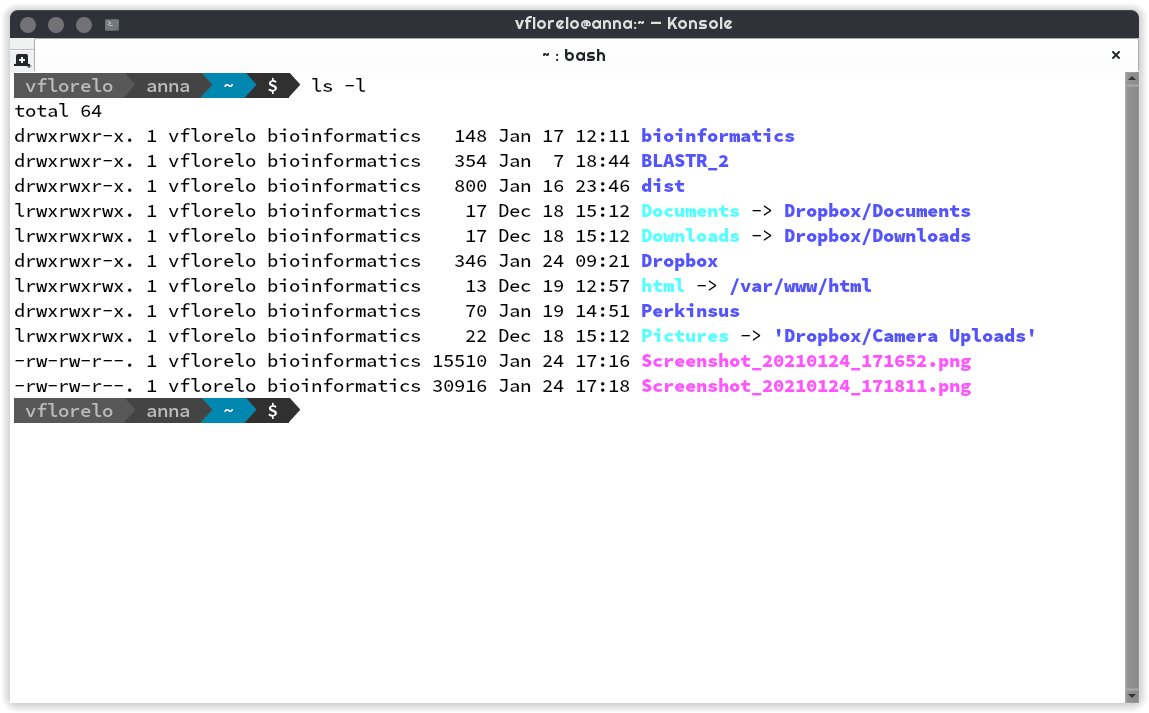 vflorelo@anna:~ — Konsole
~ : bash
vflorelo anna ~ $ ls -l
total 64
drwxrwxr-x. 1 vflorelo bioinformatics   148 Jan 17 12:11 bioinformatics
drwxrwxr-x. 1 vflorelo bioinformatics   354 Jan  7 18:44 BLASTR_2
drwxrwxr-x. 1 vflorelo bioinformatics   800 Jan 16 23:46 dist
lrwxrwxrwx. 1 vflorelo bioinformatics    17 Dec 18 15:12 Documents -> Dropbox/Documents
lrwxrwxrwx. 1 vflorelo bioinformatics    17 Dec 18 15:12 Downloads -> Dropbox/Downloads
drwxrwxr-x. 1 vflorelo bioinformatics   346 Jan 24 09:21 Dropbox
lrwxrwxrwx. 1 vflorelo bioinformatics    13 Dec 19 12:57 html -> /var/www/html
drwxrwxr-x. 1 vflorelo bioinformatics    70 Jan 19 14:51 Perkinsus
lrwxrwxrwx. 1 vflorelo bioinformatics    22 Dec 18 15:12 Pictures -> 'Dropbox/Camera Uploads'
-rw-rw-r--. 1 vflorelo bioinformatics 15510 Jan 24 17:16 Screenshot_20210124_171652.png
-rw-rw-r--. 1 vflorelo bioinformatics 30916 Jan 24 17:18 Screenshot_20210124_171811.png
vflorelo anna ~ $